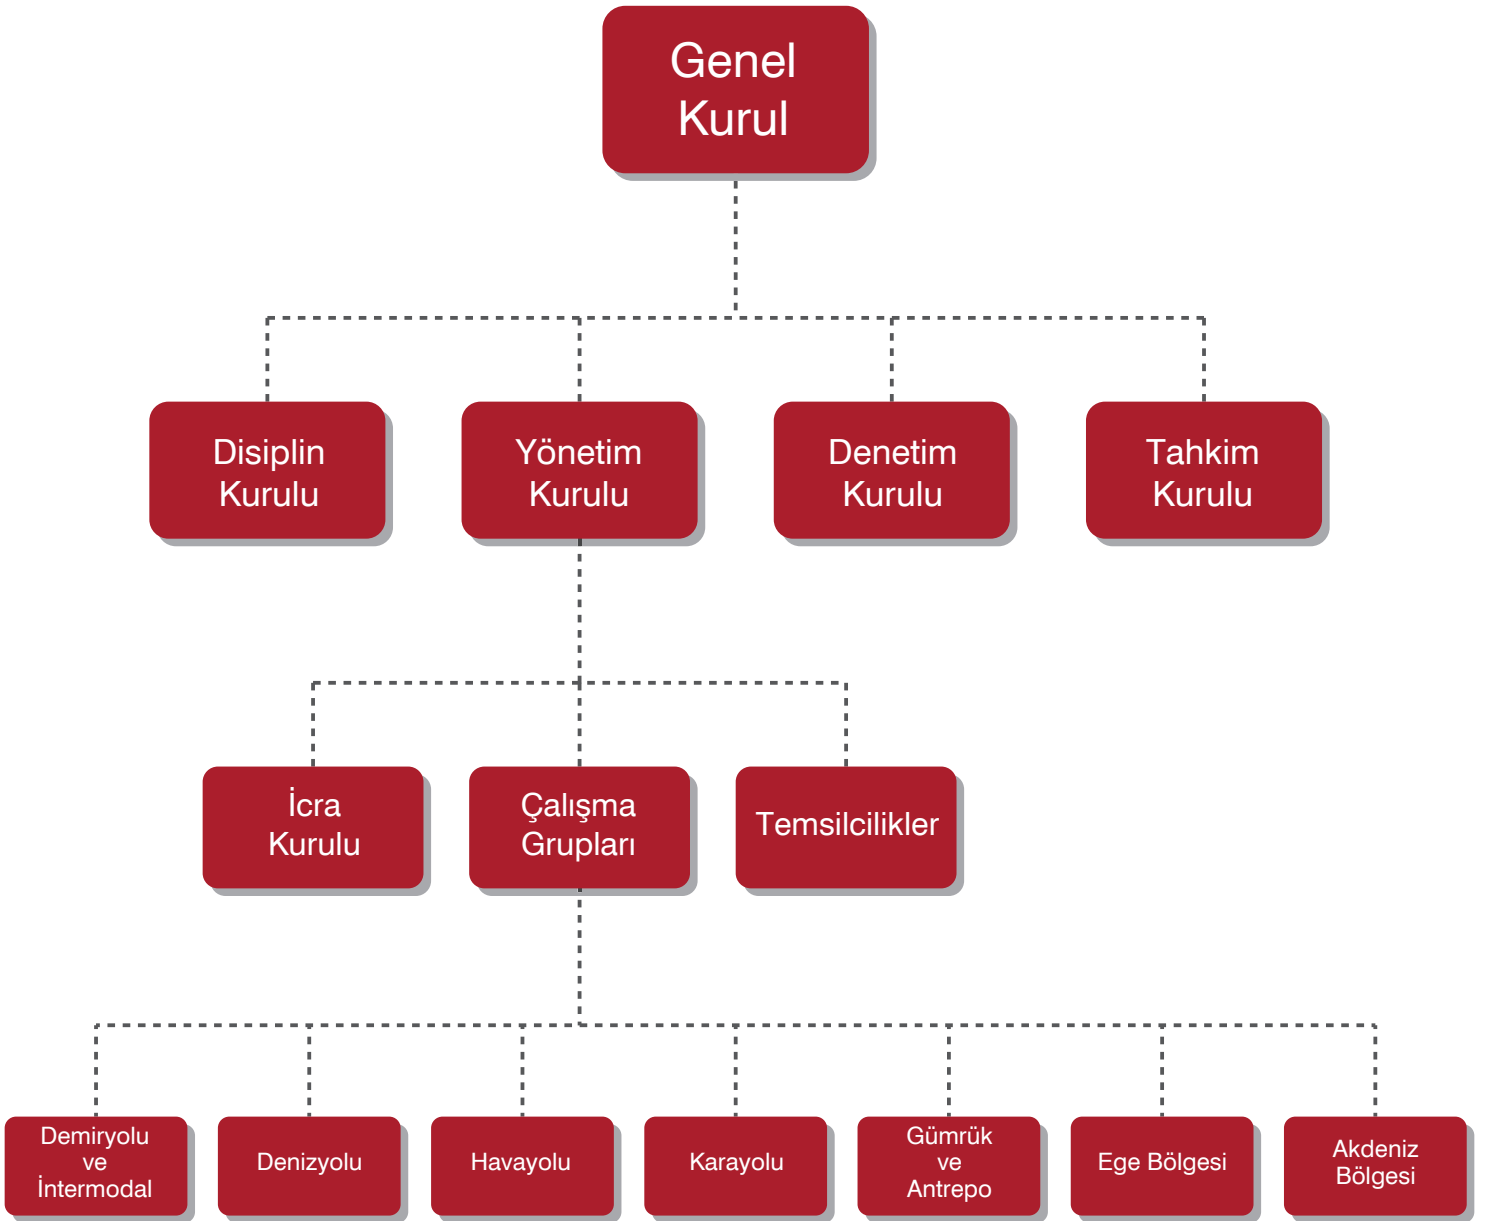 Genel
Kurul
Disiplin
Kurulu
Yönetim
Kurulu
Denetim
Kurulu
Tahkim
Kurulu
İcra
Kurulu
Çalışma
Grupları
Temsilcilikler
Demiryolu
ve
İntermodal
Denizyolu
Havayolu
Karayolu
Gümrük
ve
Antrepo
Ege Bölgesi
Akdeniz
Bölgesi